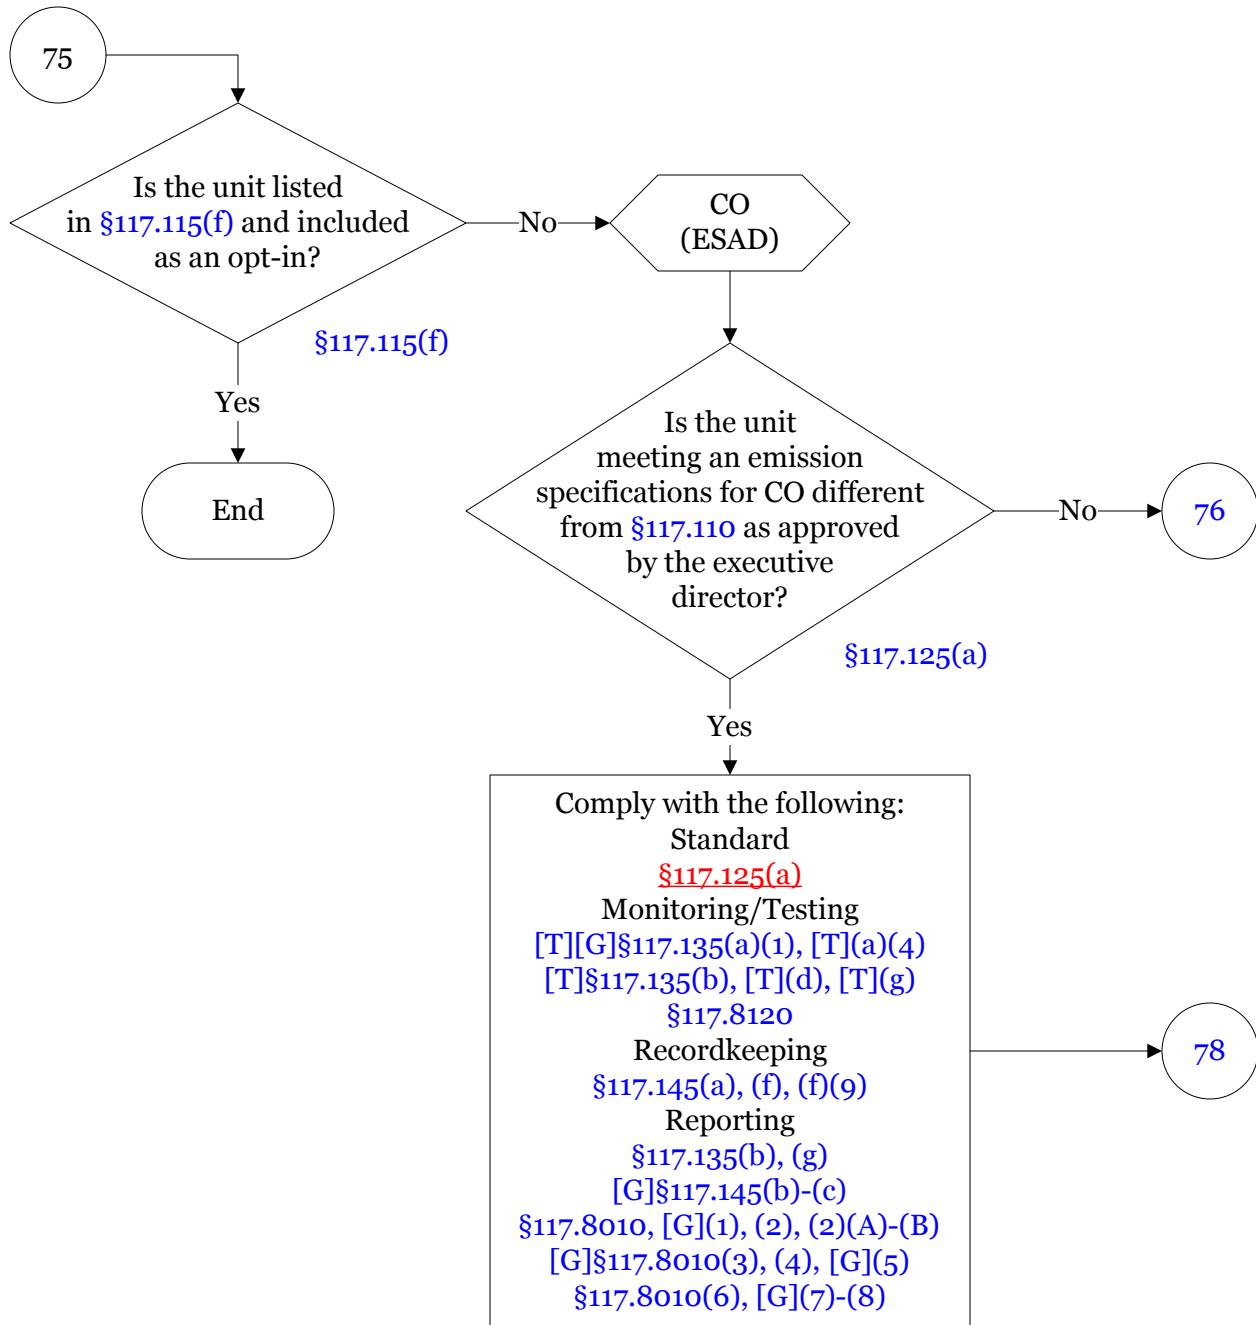 75
Is the unit listed
in §117.115(f) and included
as an opt-in?
No
CO
(ESAD)
§117.115(f)
Yes
End
Is the unit
meeting an emission
specifications for CO different
from §117.110 as approved
by the executive
director?
No
76
§117.125(a)
Yes
Comply with the following:
Standard
§117.125(a)
Monitoring/Testing
[T][G]§117.135(a)(1), [T](a)(4)
[T]§117.135(b), [T](d), [T](g)
§117.8120
Recordkeeping
§117.145(a), (f), (f)(9)
Reporting
§117.135(b), (g)
[G]§117.145(b)-(c)
§117.8010, [G](1), (2), (2)(A)-(B)
[G]§117.8010(3), (4), [G](5)
§117.8010(6), [G](7)-(8)
78